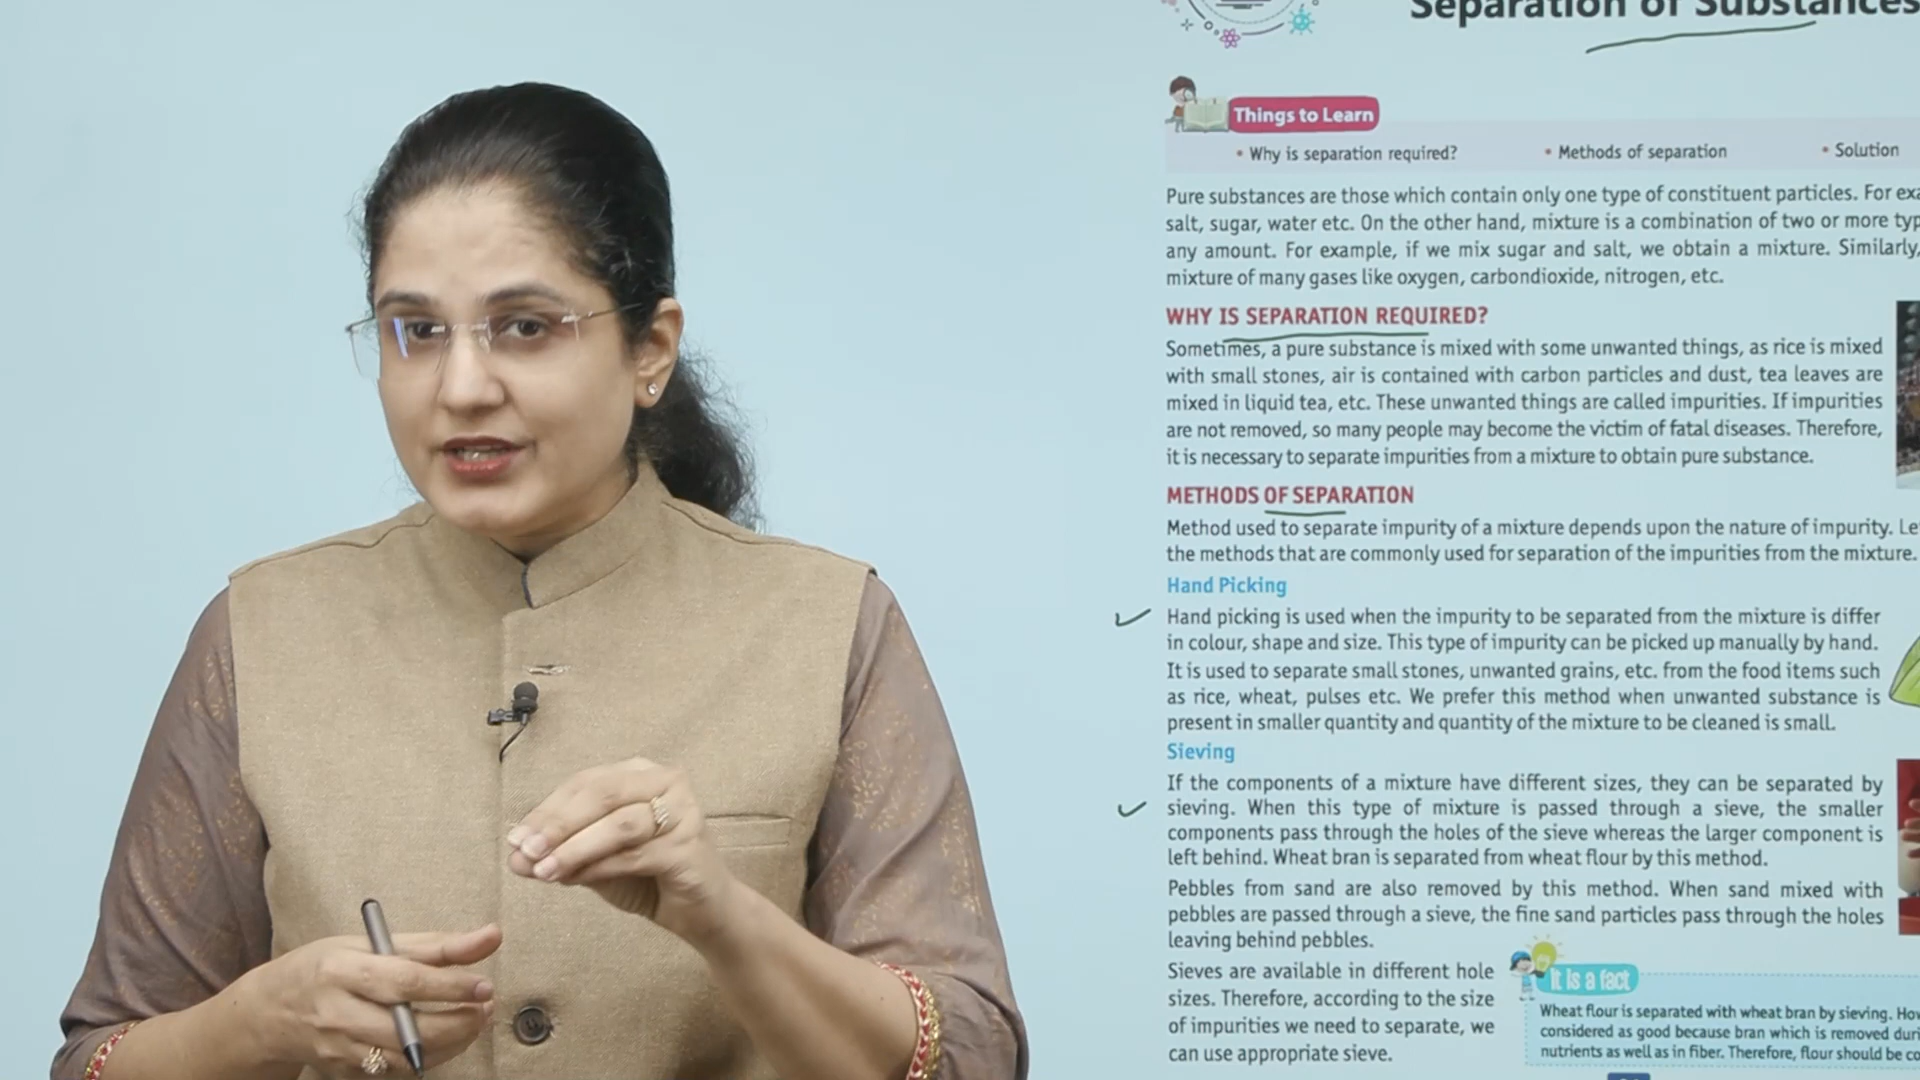 Separation of Substances
Things to Learn
• Why is separation required? • Methods of separation • Solution
Pure substances are those which contain only one type of constituent particles. For
salt, sugar, water etc. On the other hand, mixture is a combination of two or more
any amount. For example, if we mix sugar and salt, we obtain a mixture. Similarly,
mixture of many gases like oxygen, carbondioxide, nitrogen, etc.
WHY IS SEPARATION REQUIRED?
Sometimes, a pure substance is mixed with some unwanted things, as rice is mixed
with small stones, air is contained with carbon particles and dust, tea leaves are
mixed in liquid tea, etc. These unwanted things are called impurities. If impurities
are not removed, so many people may become the victim of fatal diseases. Therefore,
it is necessary to separate impurities from a mixture to obtain pure substance.
METHODS OF SEPARATION
Method used to separate impurity of a mixture depends upon the nature of impurity.
the methods that are commonly used for separation of the impurities from the mixture.
Hand Picking
Hand picking is used when the impurity to be separated from the mixture is differ
in colour, shape and size. This type of impurity can be picked up manually by hand.
It is used to separate small stones, unwanted grains, etc. from the food items such
as rice, wheat, pulses etc. We prefer this method when unwanted substance is
present in smaller quantity and quantity of the mixture to be cleaned is small.
Sieving
If the components of a mixture have different sizes, they can be separated by
sieving. When this type of mixture is passed through a sieve, the smaller
components pass through the holes of the sieve whereas the larger component is
left behind. Wheat bran is separated from wheat flour by this method.
Pebbles from sand are also removed by this method. When sand mixed with
pebbles are passed through a sieve, the fine sand particles pass through the holes
leaving behind pebbles.
Sieves are available in different hole
sizes. Therefore, according to the size
of impurities we need to separate, we
can use appropriate sieve.
It is a fact
Wheat flour is separated with wheat bran by sieving.
considered as good because bran which is removed
nutrients as well as in fiber. Therefore, flour should be